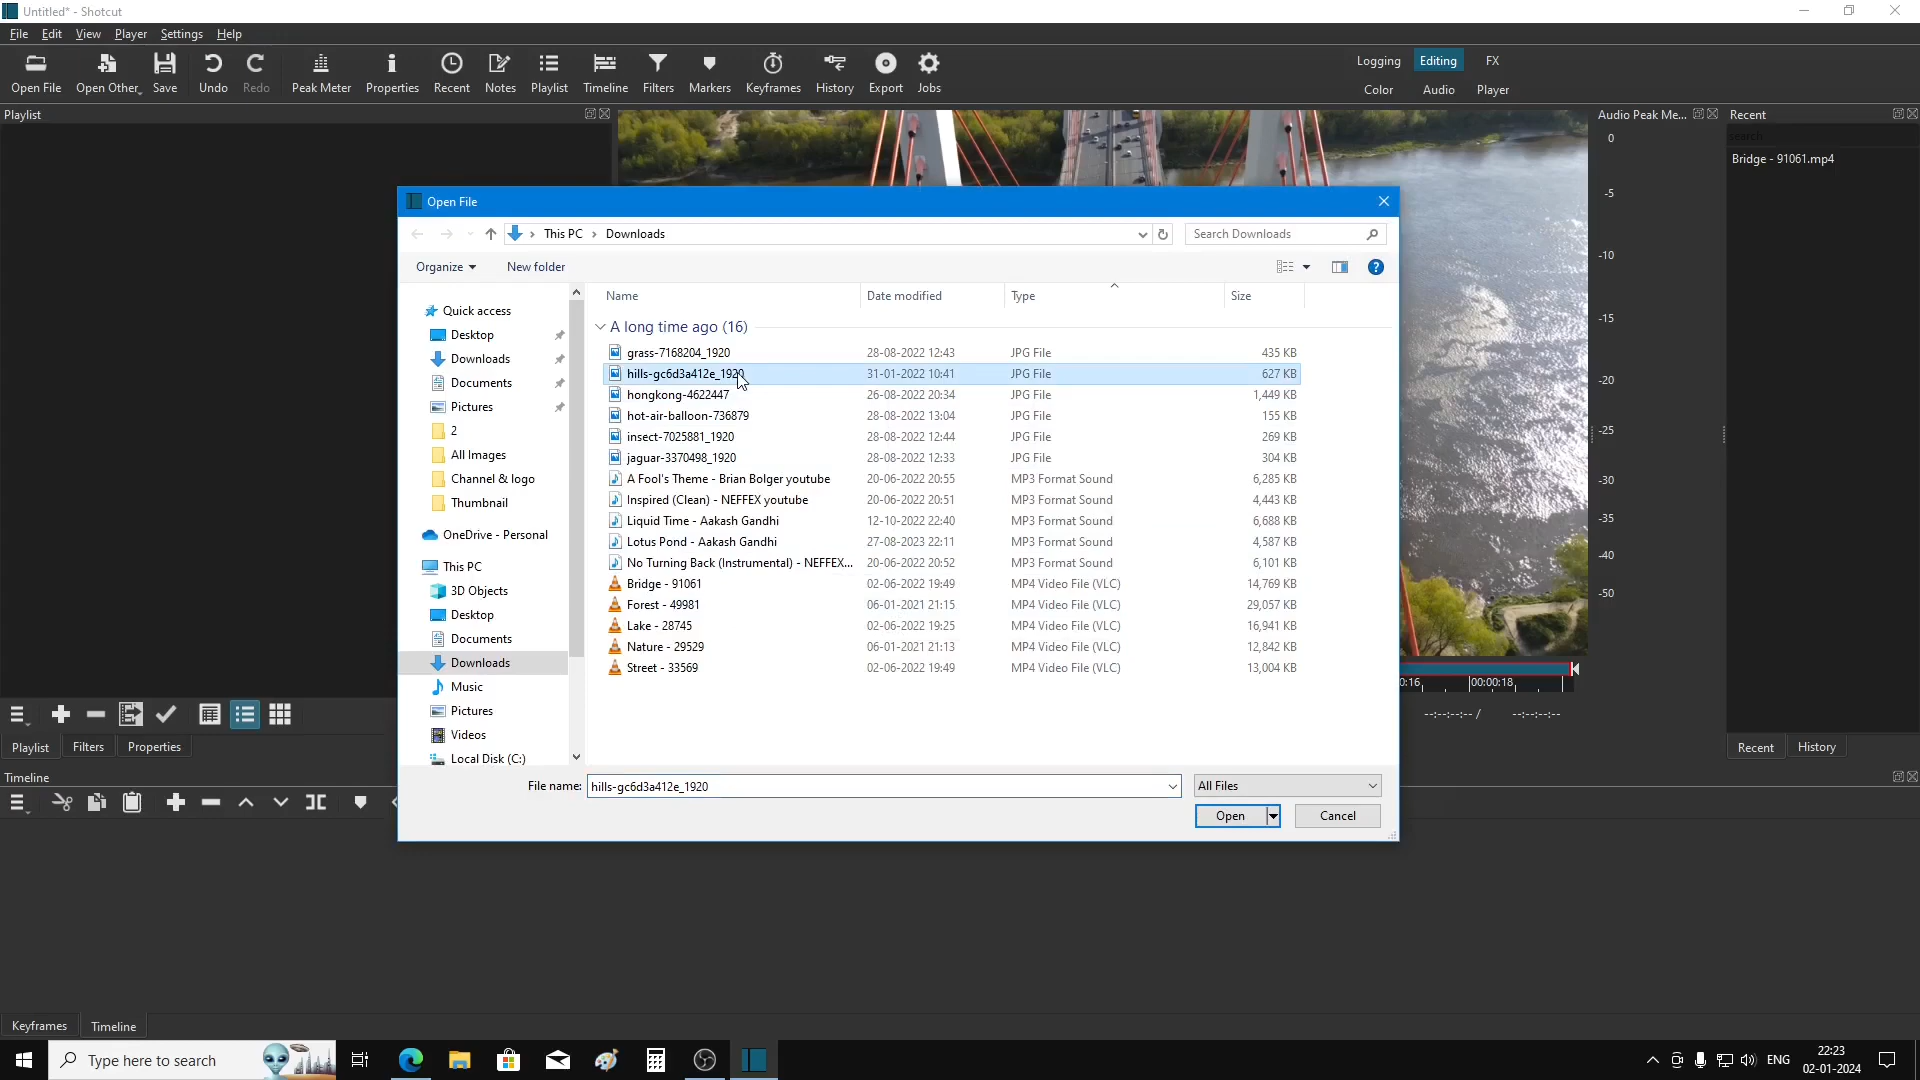 Untitled* - Shotcut
File Edit View Player Settings Help
Open File Open Other Save Undo Redo Peak Meter Properties Recent Notes Playlist Timeline Filters Markers Keyframes History Export Jobs
Logging Editing FX
Color Audio Player
Playlist
Audio Peak Me...
Recent
search
Bridge - 91061.mp4
0
-5
-10
-15
-20
-25
-30
-35
-40
-50
Open File
This PC > Downloads
Search Downloads
Organize New folder
Name Date modified Type Size
Quick access
Desktop
Downloads
Documents
Pictures
2
All Images
Channel & logo
Thumbnail
OneDrive - Personal
This PC
3D Objects
Desktop
Documents
Downloads
Music
Pictures
Videos
Local Disk (C:)
A long time ago (16)
grass-7168204_1920 28-08-2022 12:43 JPG File 435 KB
hills-gc6d3a412e_1920 31-01-2022 10:41 JPG File 627 KB
hongkong-4622447 26-08-2022 20:34 JPG File 1,449 KB
hot-air-balloon-736879 28-08-2022 13:04 JPG File 155 KB
insect-7025881_1920 28-08-2022 12:44 JPG File 269 KB
jaguar-3370498_1920 28-08-2022 12:33 JPG File 304 KB
A Fool's Theme - Brian Bolger youtube 20-06-2022 20:55 MP3 Format Sound 6,285 KB
Inspired (Clean) - NEFFEX youtube 20-06-2022 20:51 MP3 Format Sound 4,443 KB
Liquid Time - Aakash Gandhi 12-10-2022 22:40 MP3 Format Sound 6,688 KB
Lotus Pond - Aakash Gandhi 27-08-2023 22:11 MP3 Format Sound 4,587 KB
No Turning Back (Instrumental) - NEFFEX... 20-06-2022 20:52 MP3 Format Sound 6,101 KB
Bridge - 91061 02-06-2022 19:49 MP4 Video File (VLC) 14,769 KB
Forest - 49981 06-01-2021 21:15 MP4 Video File (VLC) 29,057 KB
Lake - 28745 02-06-2022 19:25 MP4 Video File (VLC) 16,941 KB
Nature - 29529 06-01-2021 21:13 MP4 Video File (VLC) 12,842 KB
Street - 33569 02-06-2022 19:49 MP4 Video File (VLC) 13,004 KB
File name: hills-gc6d3a412e_1920 All Files
Open Cancel
0:16 00:00:18
--:--:--:-- / --:--:--:--
Playlist Filters Properties
Recent History
Timeline
Keyframes Timeline
Type here to search
ENG
22:23
02-01-2024